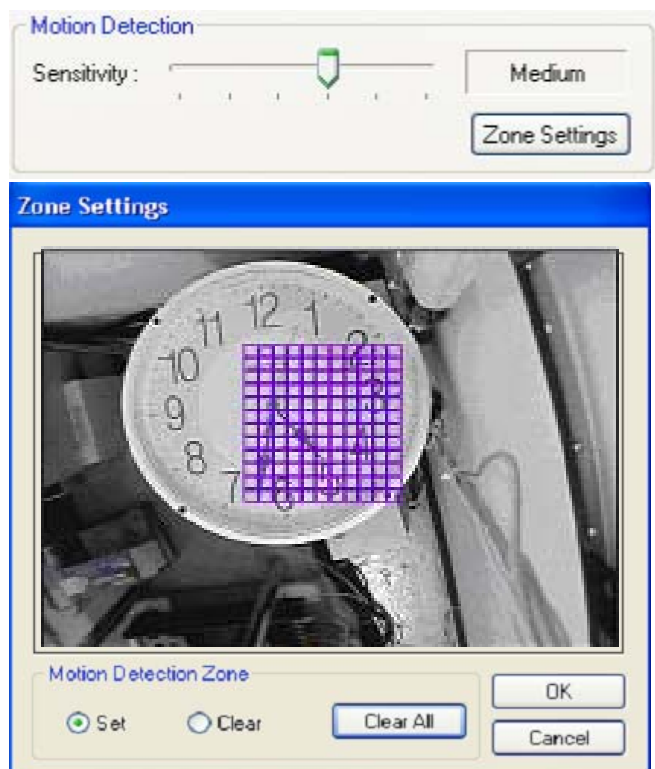 Motion Detection
Sensitivity :
Medium
Zone Settings
Zone Settings
12
1
11
2
10
3
9
4
8
5
7
6
Motion Detection Zone
Set
Clear
Clear All
OK
Cancel